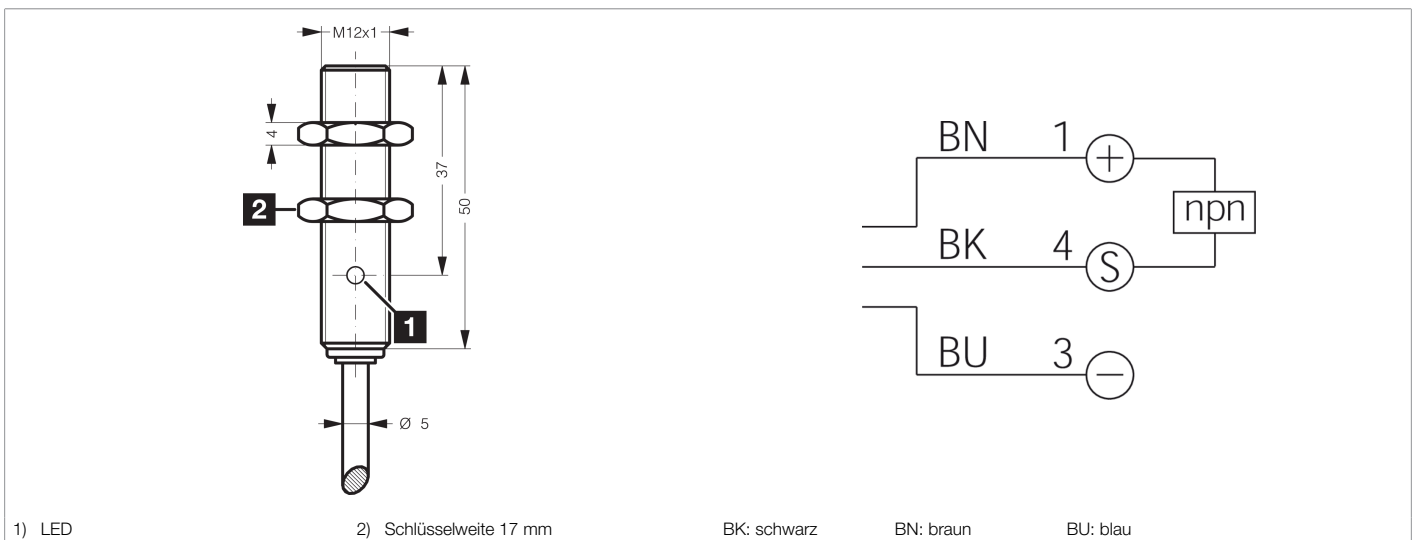 M12x1
4
37
50
2
1
Ø 5
BN 1 +
npn
BK 4 S
BU 3 −
1) LED 2) Schlüsselweite 17 mm BK: schwarz BN: braun BU: blau